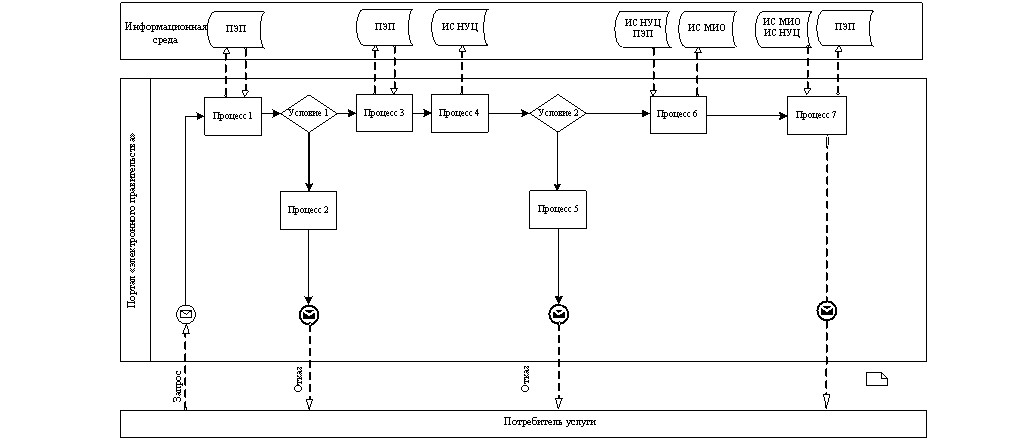 Информационная
среда
ПЭП
ПЭП
ИС НУЦ
ИС НУЦ
ПЭП
ИС МИО
ИС МИО
ИС НУЦ
ПЭП
Портал «электронного правительства»
Процесс 1
Условие 1
Процесс 3
Процесс 4
Условие 2
Процесс 6
Процесс 7
Процесс 2
Процесс 5
Запрос
Отказ
Отказ
Потребитель услуги